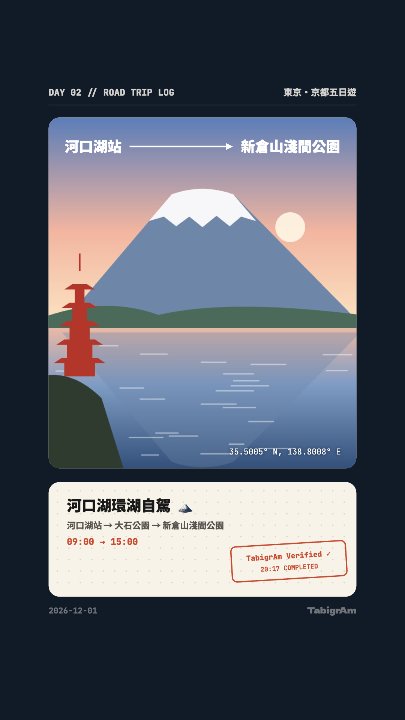 DAY 02 // ROAD TRIP LOG
東京・京都五日遊
河口湖站 → 新倉山淺間公園
35.5005° N, 138.8008° E
河口湖環湖自駕
河口湖站 → 大石公園 → 新倉山淺間公園
09:00 → 15:00
TabigrAm Verified ✓
20:17 COMPLETED
2026-12-01
TabigrAm